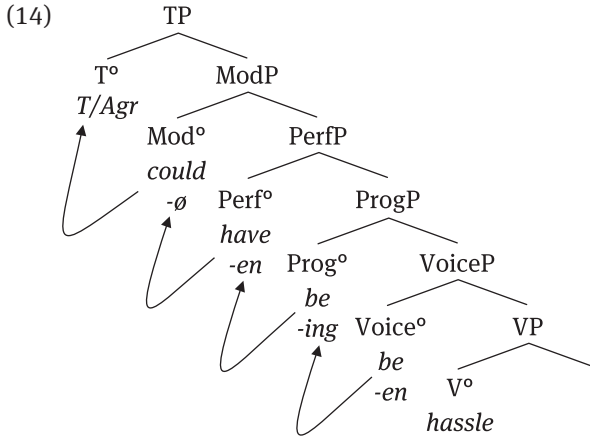 (14) TP
T° ModP
T/Agr
Mod° PerfP
could
-ø Perf° ProgP
have
-en Prog° VoiceP
be
-ing Voice° VP
be
-en V°
hassle